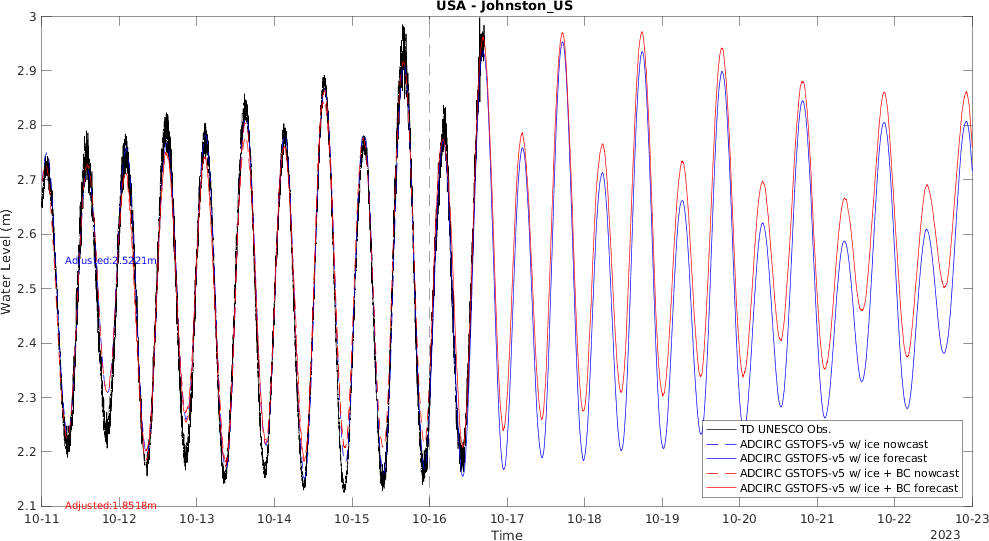 USA - Johnston_US
3
2.9
2.8
2.7
2.6
2.5
2.4
2.3
2.2
2.1
Water Level (m)
Adjusted:2.5221m
Adjusted:1.8518m
TD UNESCO Obs.
ADCIRC GSTOFS-v5 w/ ice nowcast
ADCIRC GSTOFS-v5 w/ ice forecast
ADCIRC GSTOFS-v5 w/ ice + BC nowcast
ADCIRC GSTOFS-v5 w/ ice + BC forecast
10-11 10-12 10-13 10-14 10-15 10-16 10-17 10-18 10-19 10-20 10-21 10-22 10-23
Time
2023